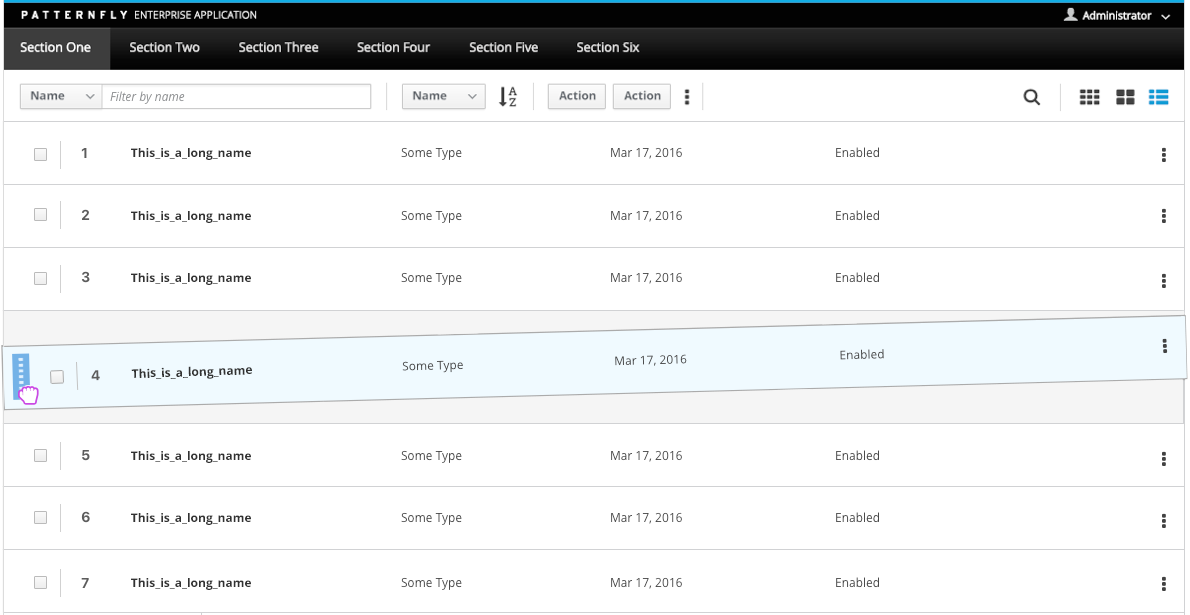 PATTERNFLY ENTERPRISE APPLICATION Administrator
Section One Section Two Section Three Section Four Section Five Section Six
Name Filter by name Name A Z Action Action
1 This_is_a_long_name Some Type Mar 17, 2016 Enabled
2 This_is_a_long_name Some Type Mar 17, 2016 Enabled
3 This_is_a_long_name Some Type Mar 17, 2016 Enabled
4 This_is_a_long_name Some Type Mar 17, 2016 Enabled
5 This_is_a_long_name Some Type Mar 17, 2016 Enabled
6 This_is_a_long_name Some Type Mar 17, 2016 Enabled
7 This_is_a_long_name Some Type Mar 17, 2016 Enabled